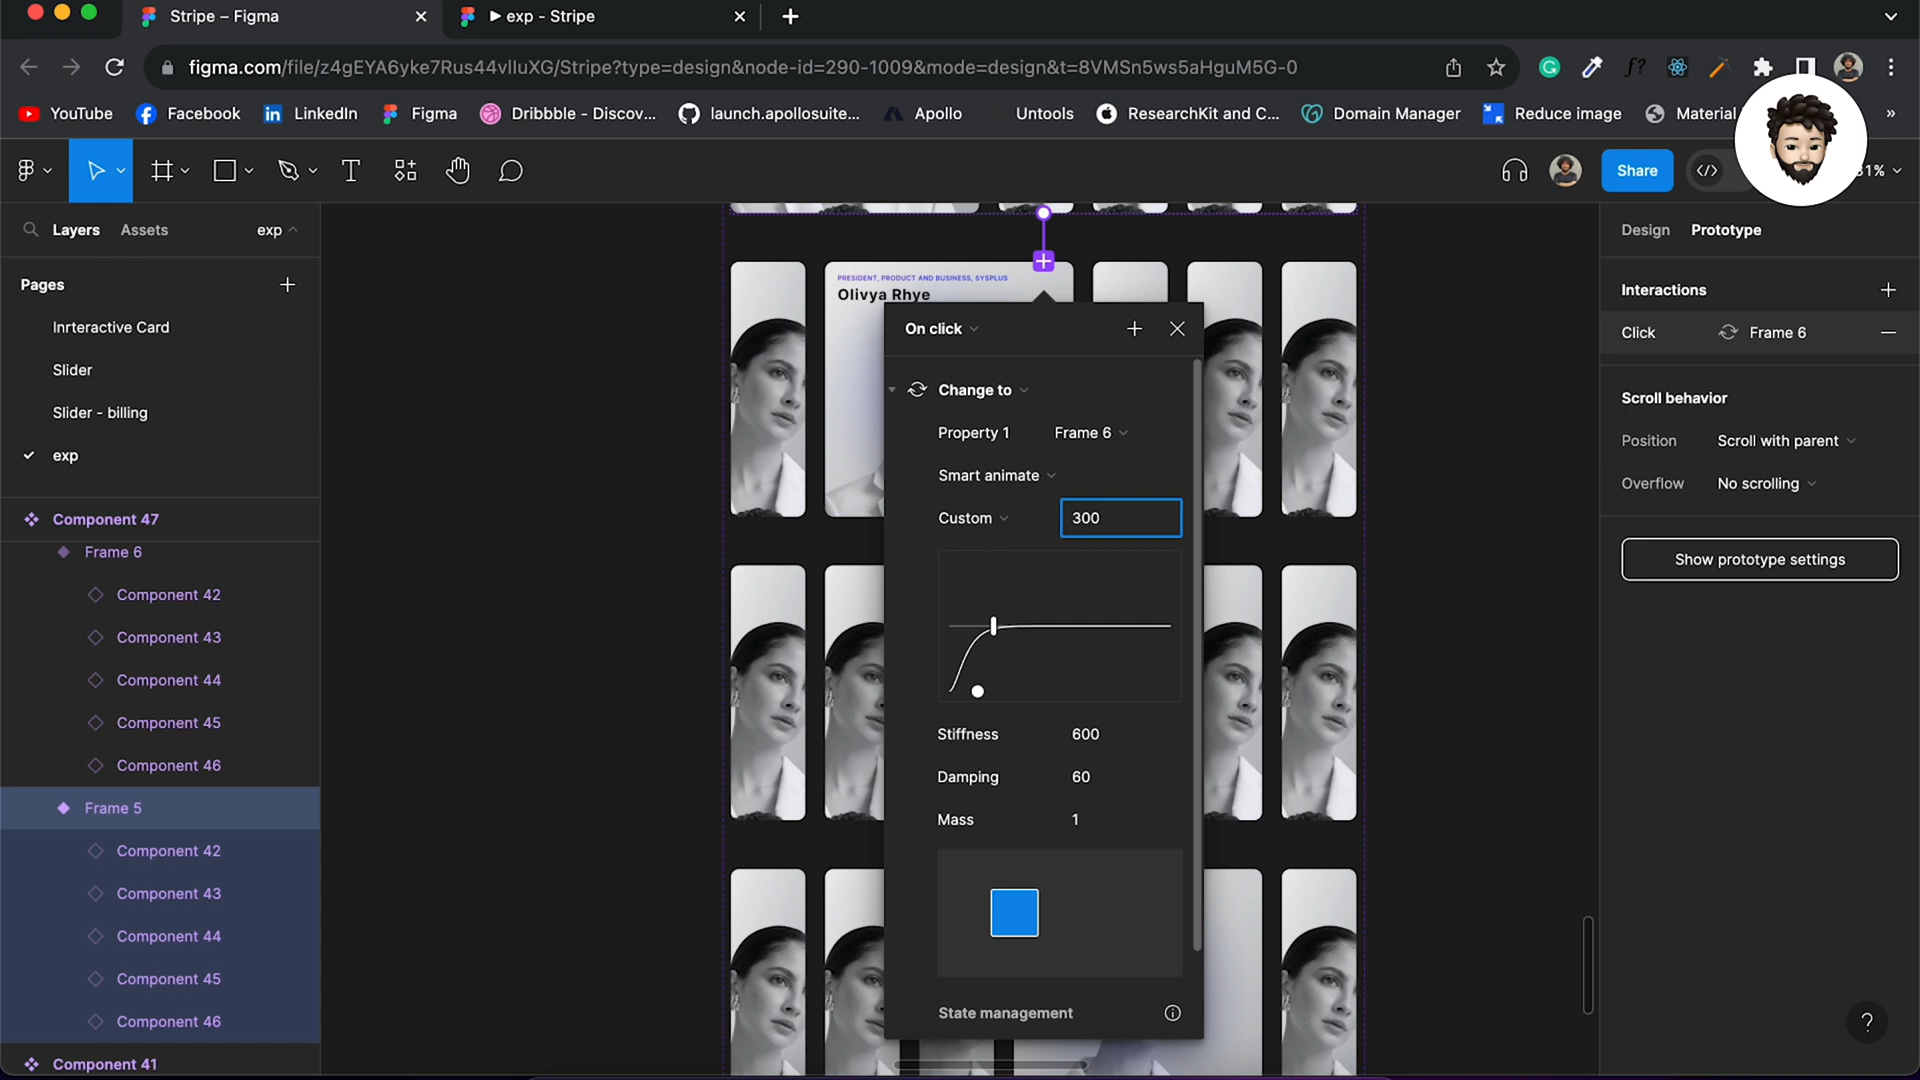 Stripe – Figma
exp - Stripe
figma.com/file/z4gEYA6yke7Rus44vlIuXG/Stripe?type=design&node-id=290-1009&mode=design&t=8VMSn5ws5aHguM5G-0
YouTube
Facebook
LinkedIn
Figma
Dribbble - Discov...
launch.apollosuite...
Apollo
Untools
ResearchKit and C...
Domain Manager
Reduce image
Material
Share
Layers
Assets
exp
Pages
Inrteractive Card
Slider
Slider - billing
exp
Component 47
Frame 6
Component 42
Component 43
Component 44
Component 45
Component 46
Frame 5
Component 42
Component 43
Component 44
Component 45
Component 46
Component 41
PRESIDENT, PRODUCT AND BUSINESS, SYSPLUS
Olivya Rhye
On click
Change to
Property 1 Frame 6
Smart animate
Custom 300
Stiffness 600
Damping 60
Mass 1
State management
Design
Prototype
Interactions
Click Frame 6
Scroll behavior
Position Scroll with parent
Overflow No scrolling
Show prototype settings